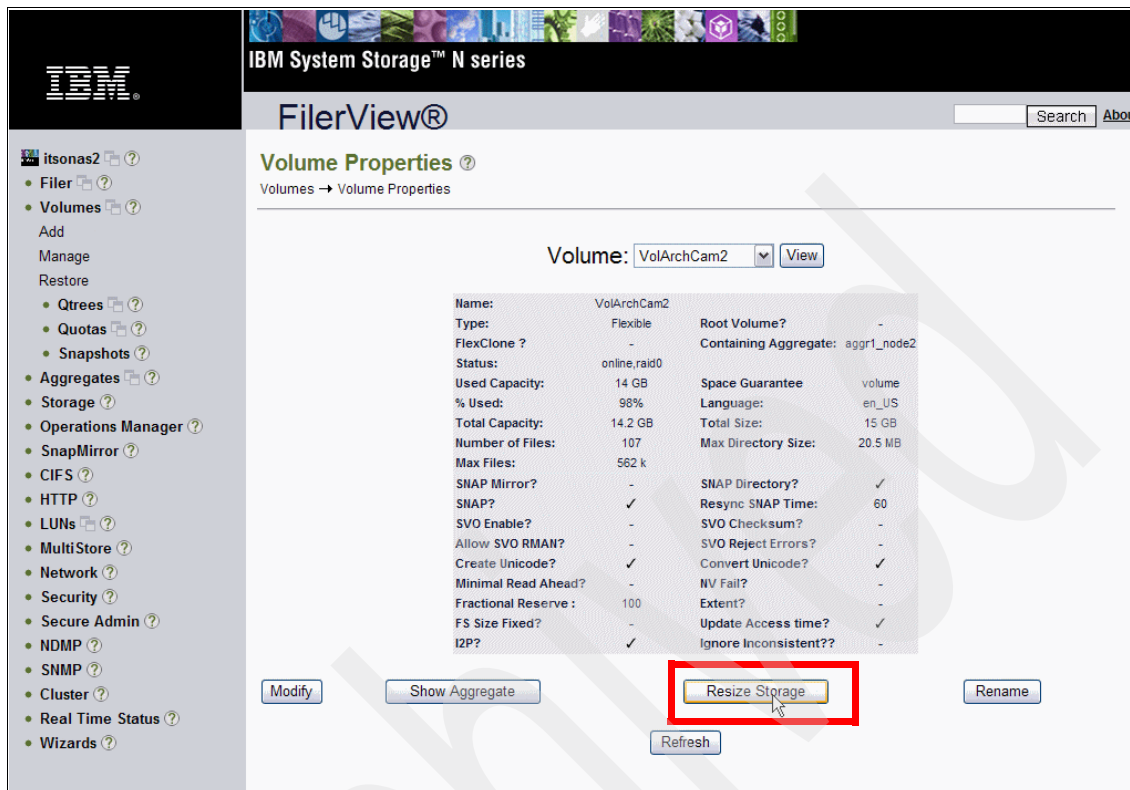 IBM®
IBM System Storage™ N series
FilerView®
Search Abou
itsonas2
Filer
Volumes
Add
Manage
Restore
Qtrees
Quotas
Snapshots
Aggregates
Storage
Operations Manager
SnapMirror
CIFS
HTTP
LUNs
MultiStore
Network
Security
Secure Admin
NDMP
SNMP
Cluster
Real Time Status
Wizards
Volume Properties
Volumes → Volume Properties
Volume: VolArchCam2 View
Name: VolArchCam2
Type: Flexible Root Volume? -
FlexClone ? - Containing Aggregate: aggr1_node2
Status: online,raid0
Used Capacity: 14 GB Space Guarantee volume
% Used: 98% Language: en_US
Total Capacity: 14.2 GB Total Size: 15 GB
Number of Files: 107 Max Directory Size: 20.5 MB
Max Files: 562 k
SNAP Mirror? - SNAP Directory? ✓
SNAP? ✓ Resync SNAP Time: 60
SVO Enable? - SVO Checksum? -
Allow SVO RMAN? - SVO Reject Errors? -
Create Unicode? ✓ Convert Unicode? ✓
Minimal Read Ahead? - NV Fail? -
Fractional Reserve : 100 Extent? -
FS Size Fixed? - Update Access time? ✓
I2P? ✓ Ignore Inconsistent?? -
Modify Show Aggregate Resize Storage Rename
Refresh